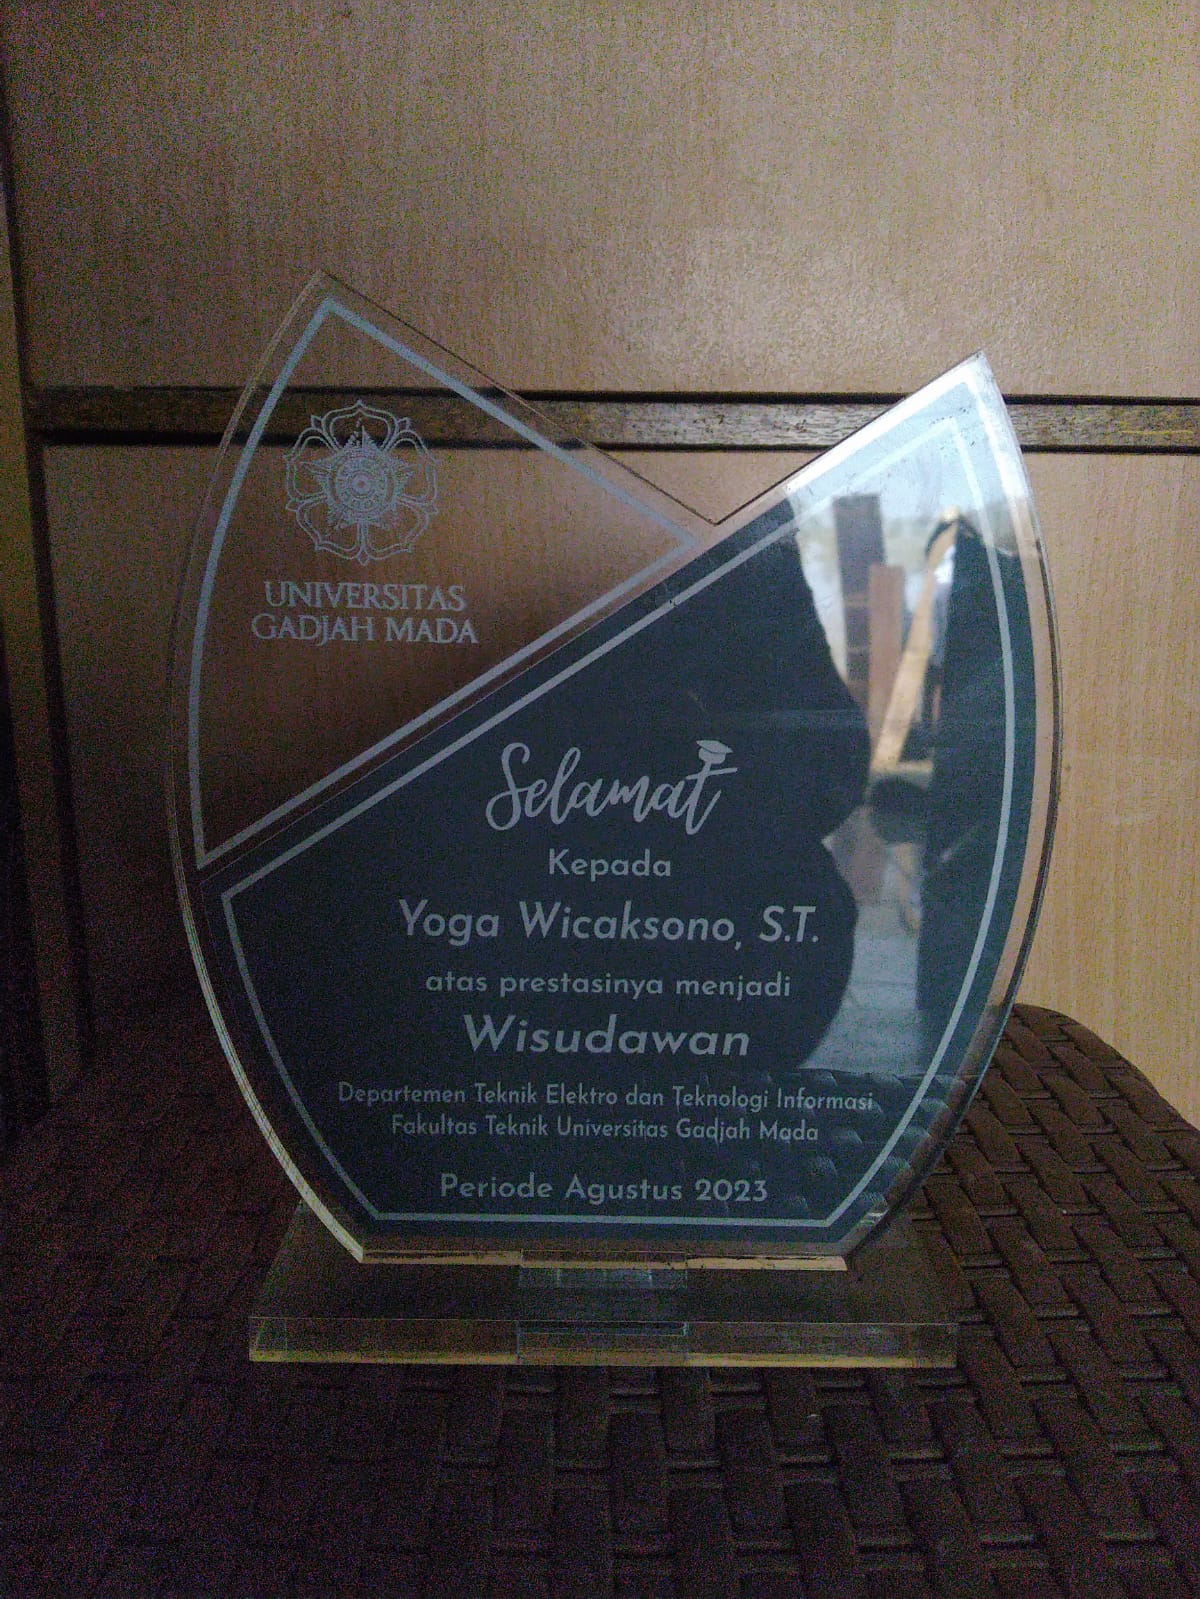 UNIVERSITAS
GADJAH MADA
Selamat
Kepada
Yoga Wicaksono, S.T.
atas prestasinya menjadi
Wisudawan
Departemen Teknik Elektro dan Teknologi Informasi
Fakultas Teknik Universitas Gadjah Mada
Periode Agustus 2023